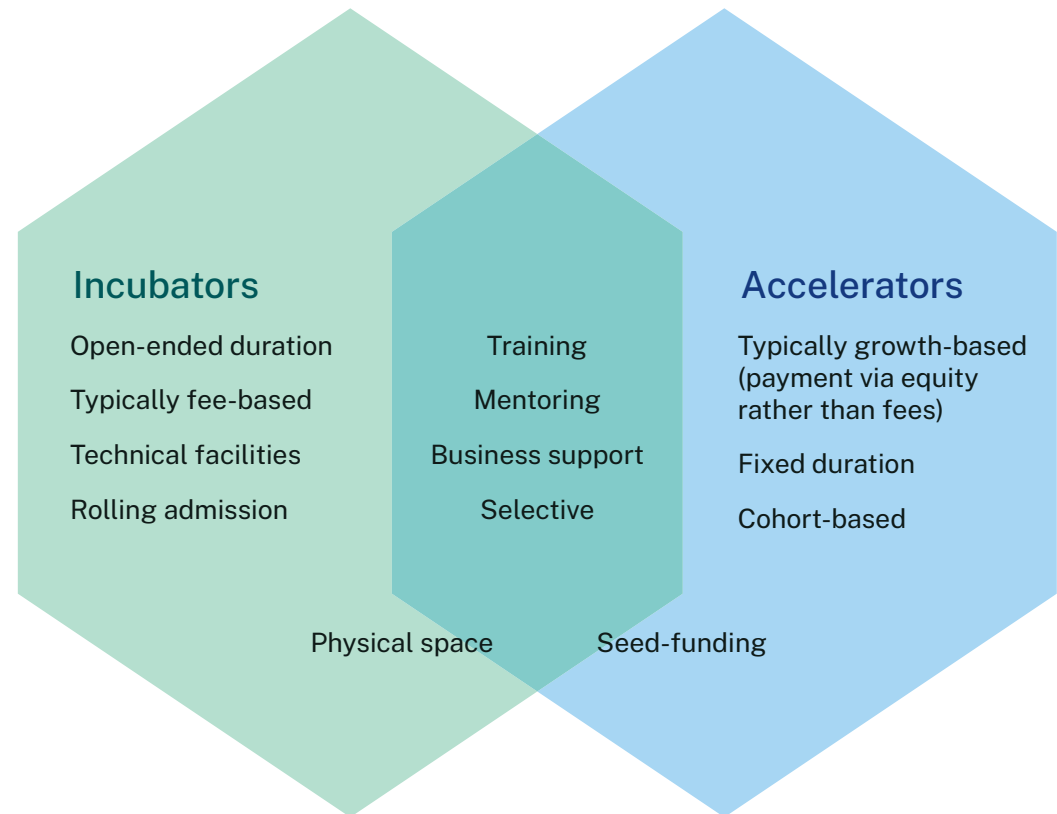 Incubators
Open-ended duration
Typically fee-based
Technical facilities
Rolling admission
Training
Mentoring
Business support
Selective
Accelerators
Typically growth-based
(payment via equity
rather than fees)
Fixed duration
Cohort-based
Physical space
Seed-funding